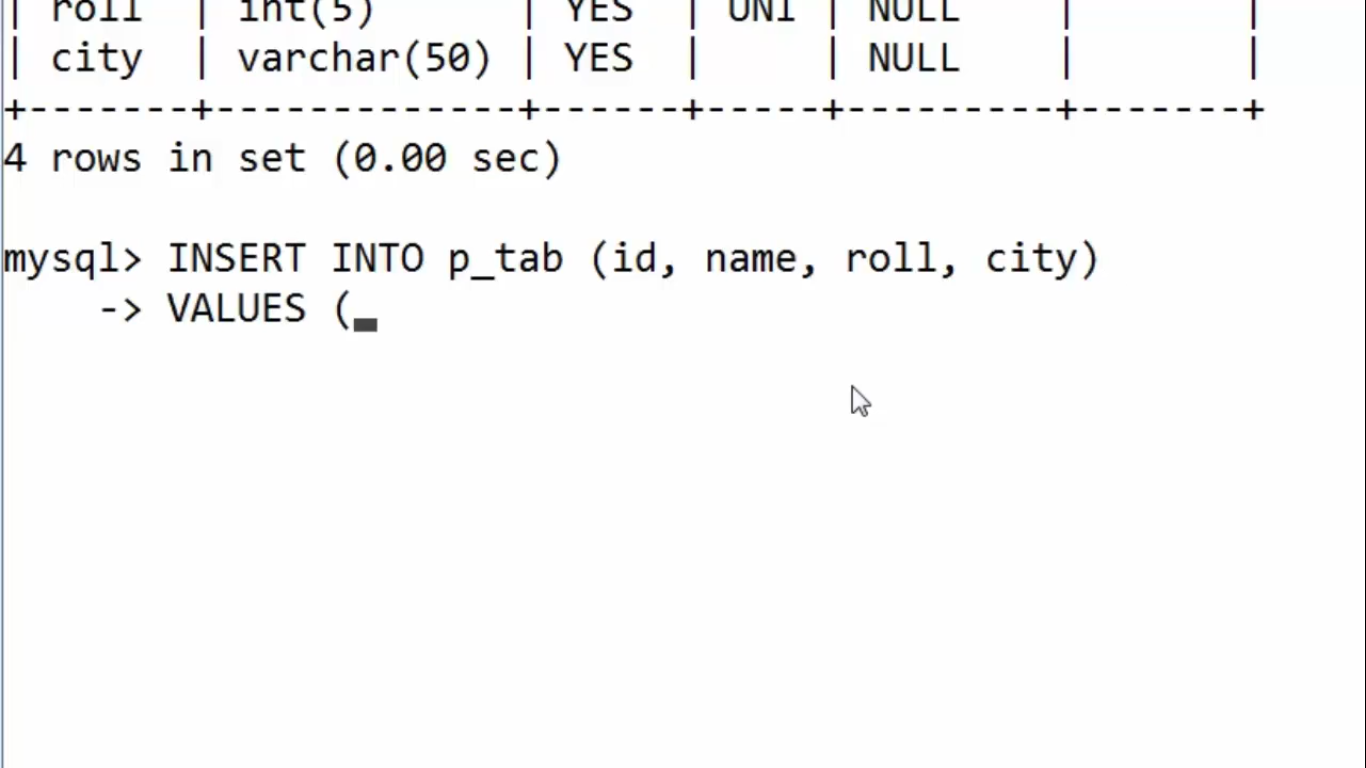 | roll | int(5) | YES | UNI | NULL | |
| city | varchar(50) | YES | | NULL | |
+-------+-------------+------+-----+---------+-------+
4 rows in set (0.00 sec)
mysql> INSERT INTO p_tab (id, name, roll, city)
-> VALUES (